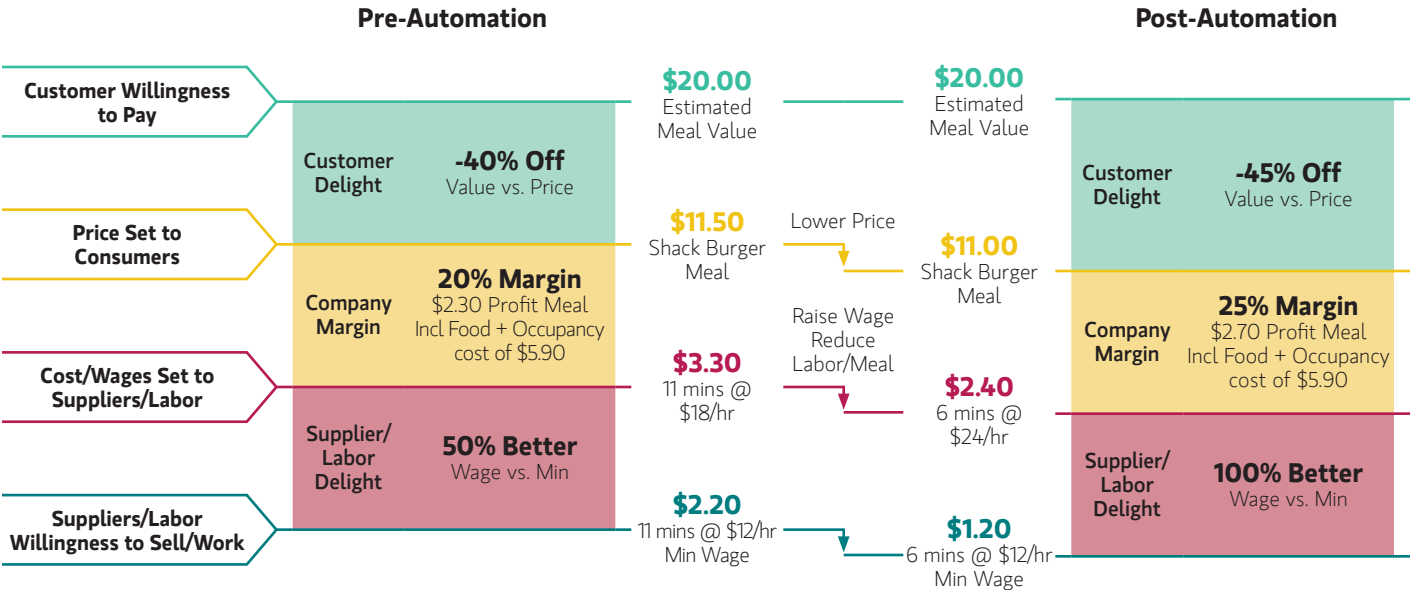 Pre-Automation
Post-Automation
Customer Willingness
to Pay
Customer
Delight
-40% Off
Value vs. Price
$20.00
Estimated
Meal Value
$20.00
Estimated
Meal Value
Customer
Delight
-45% Off
Value vs. Price
Price Set to
Consumers
$11.50
Shack Burger
Meal
Lower Price
$11.00
Shack Burger
Meal
Company
Margin
20% Margin
$2.30 Profit Meal
Incl Food + Occupancy
cost of $5.90
Raise Wage
Reduce
Labor/Meal
Company
Margin
25% Margin
$2.70 Profit Meal
Incl Food + Occupancy
cost of $5.90
Cost/Wages Set to
Suppliers/Labor
$3.30
11 mins @
$18/hr
$2.40
6 mins @
$24/hr
Supplier/
Labor
Delight
50% Better
Wage vs. Min
Supplier/
Labor
Delight
100% Better
Wage vs. Min
Suppliers/Labor
Willingness to Sell/Work
$2.20
11 mins @ $12/hr
Min Wage
$1.20
6 mins @ $12/hr
Min Wage